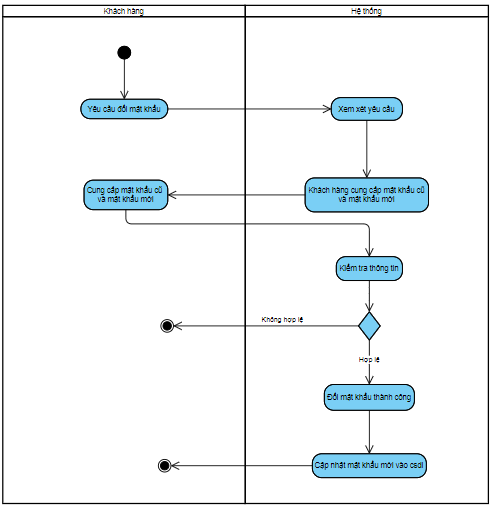 Khách hàng
Hệ thống
Yêu cầu đổi mật khẩu
Xem xét yêu cầu
Cung cấp mật khẩu cũ
và mật khẩu mới
Khách hàng cung cấp mật khẩu cũ
và mật khẩu mới
Kiểm tra thông tin
Không hợp lệ
Hợp lệ
Đổi mật khẩu thành công
Cập nhật mật khẩu mới vào csdl